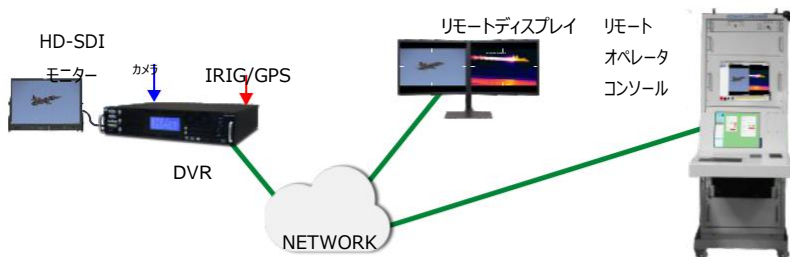 HD-SDI
モニター
カメラ
IRIG/GPS
DVR
NETWORK
リモートディスプレイ
リモート
オペレータ
コンソール